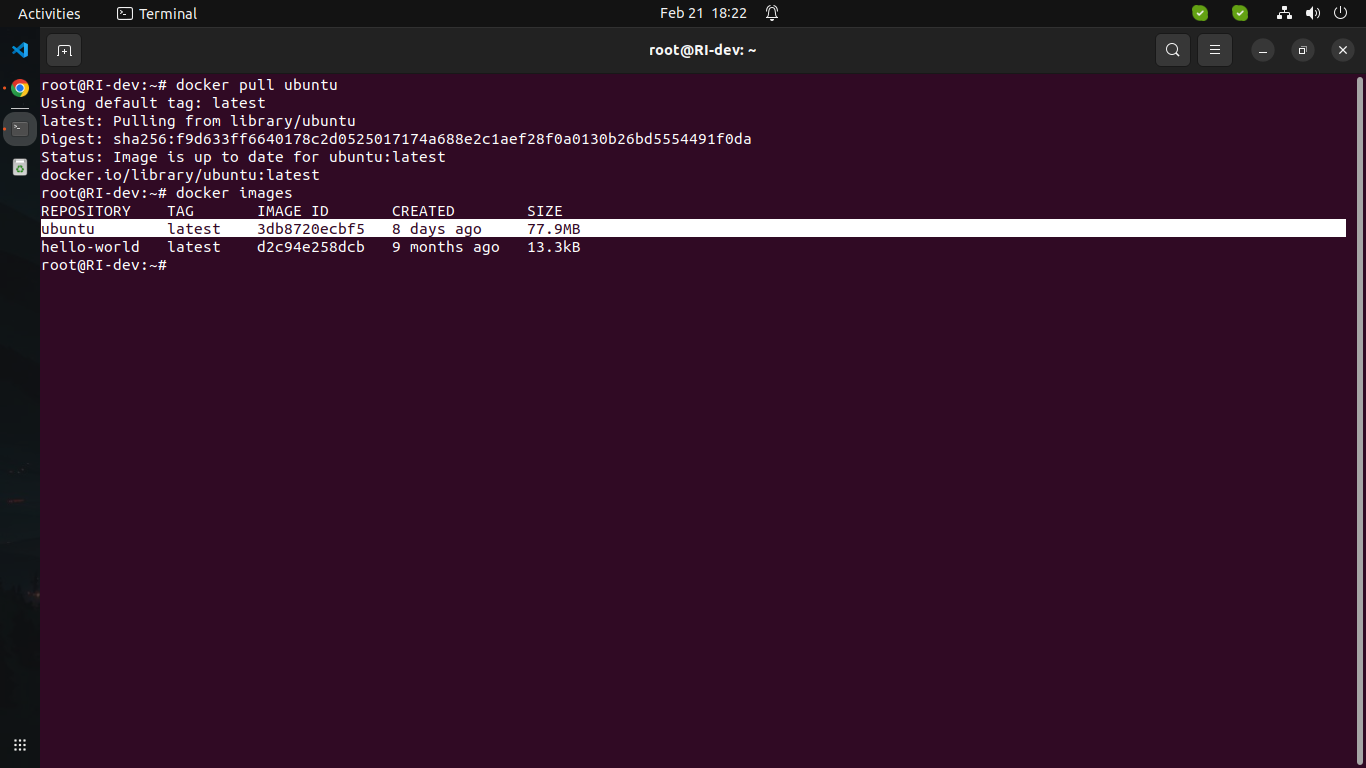 Activities
Terminal
Feb 21 18:22
root@RI-dev: ~
root@RI-dev:~# docker pull ubuntu
Using default tag: latest
latest: Pulling from library/ubuntu
Digest: sha256:f9d633ff6640178c2d0525017174a688e2c1aef28f0a0130b26bd5554491f0da
Status: Image is up to date for ubuntu:latest
docker.io/library/ubuntu:latest
root@RI-dev:~# docker images
REPOSITORY    TAG       IMAGE ID       CREATED        SIZE
ubuntu        latest    3db8720ecbf5   8 days ago     77.9MB
hello-world   latest    d2c94e258dcb   9 months ago   13.3kB
root@RI-dev:~#